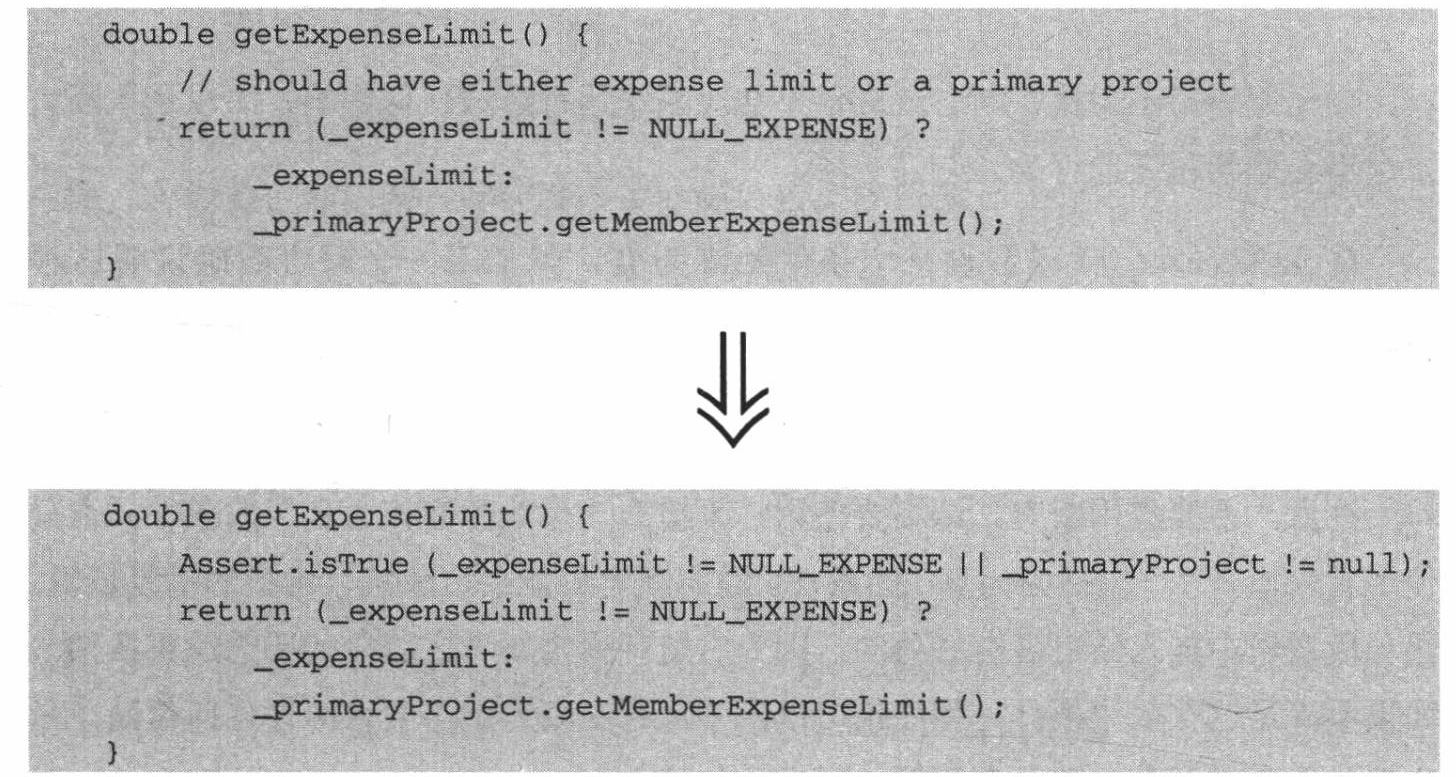 double getExpenseLimit() {
    // should have either expense limit or a primary project
    return (_expenseLimit != NULL_EXPENSE) ?
        _expenseLimit:
        _primaryProject.getMemberExpenseLimit();
}
double getExpenseLimit() {
    Assert.isTrue (_expenseLimit != NULL_EXPENSE || _primaryProject != null);
    return (_expenseLimit != NULL_EXPENSE) ?
        _expenseLimit:
        _primaryProject.getMemberExpenseLimit();
}